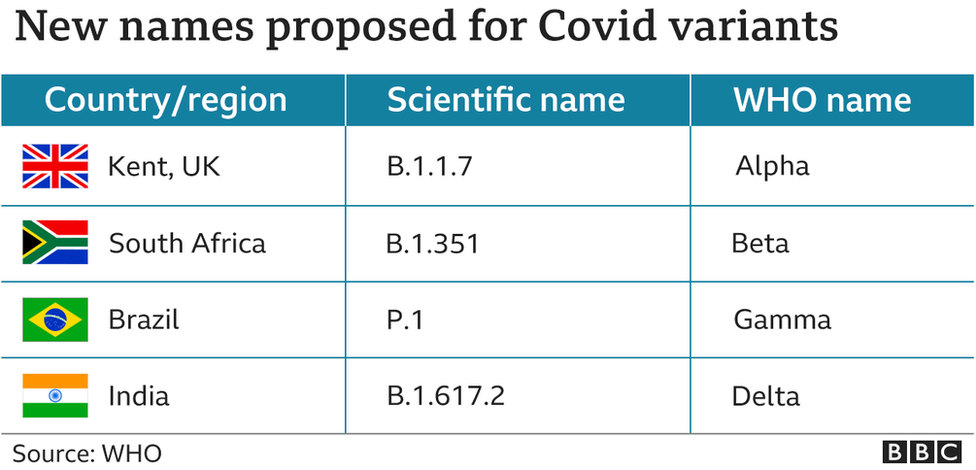 New names proposed for Covid variants
Country/region Scientific name WHO name
Kent, UK B.1.1.7 Alpha
South Africa B.1.351 Beta
Brazil P.1 Gamma
India B.1.617.2 Delta
Source: WHO BBC